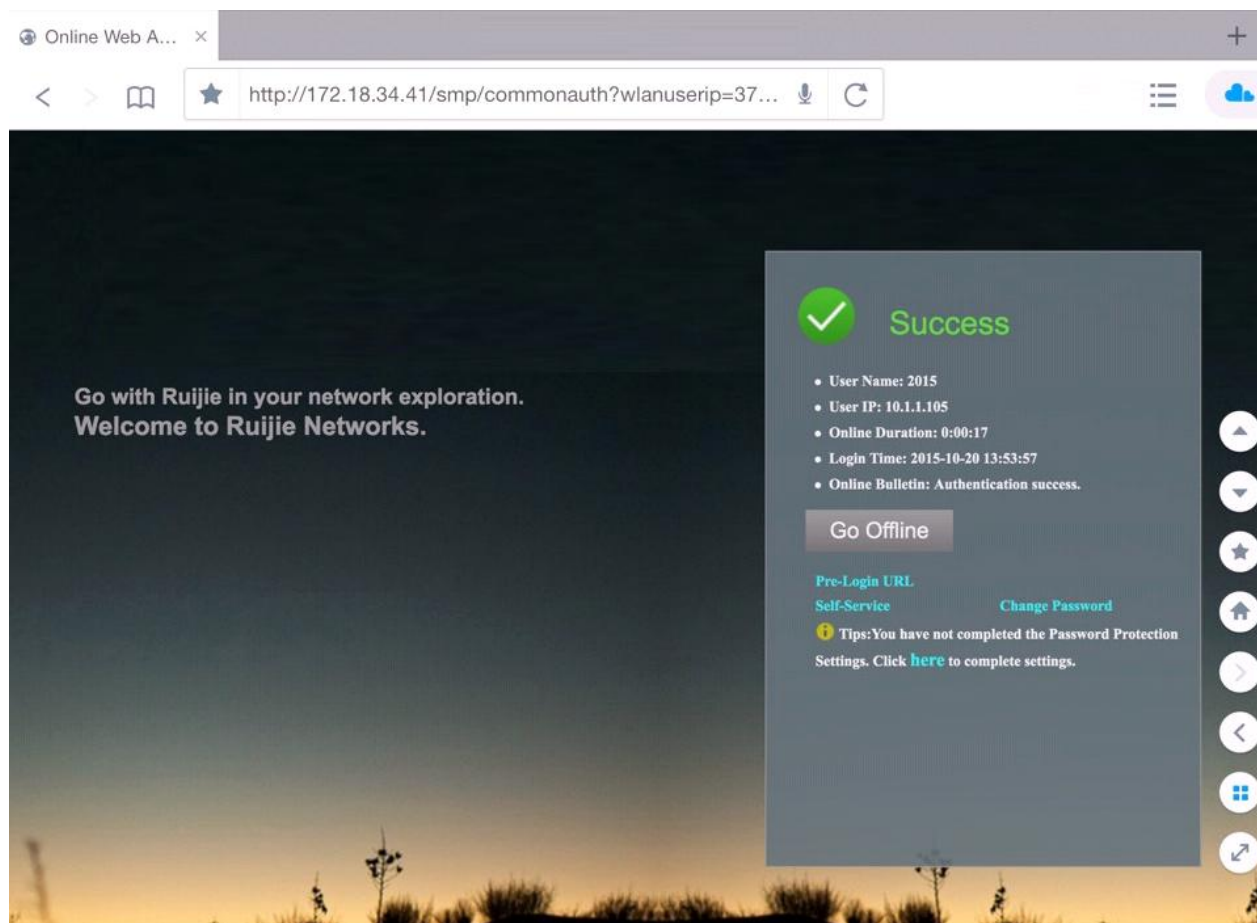 Online Web A...
http://172.18.34.41/smp/commonauth?wlanuserip=37...
Go with Ruijie in your network exploration.
Welcome to Ruijie Networks.
Success
User Name: 2015
User IP: 10.1.1.105
Online Duration: 0:00:17
Login Time: 2015-10-20 13:53:57
Online Bulletin: Authentication success.
Go Offline
Pre-Login URL
Self-Service Change Password
Tips:You have not completed the Password Protection
Settings. Click here to complete settings.